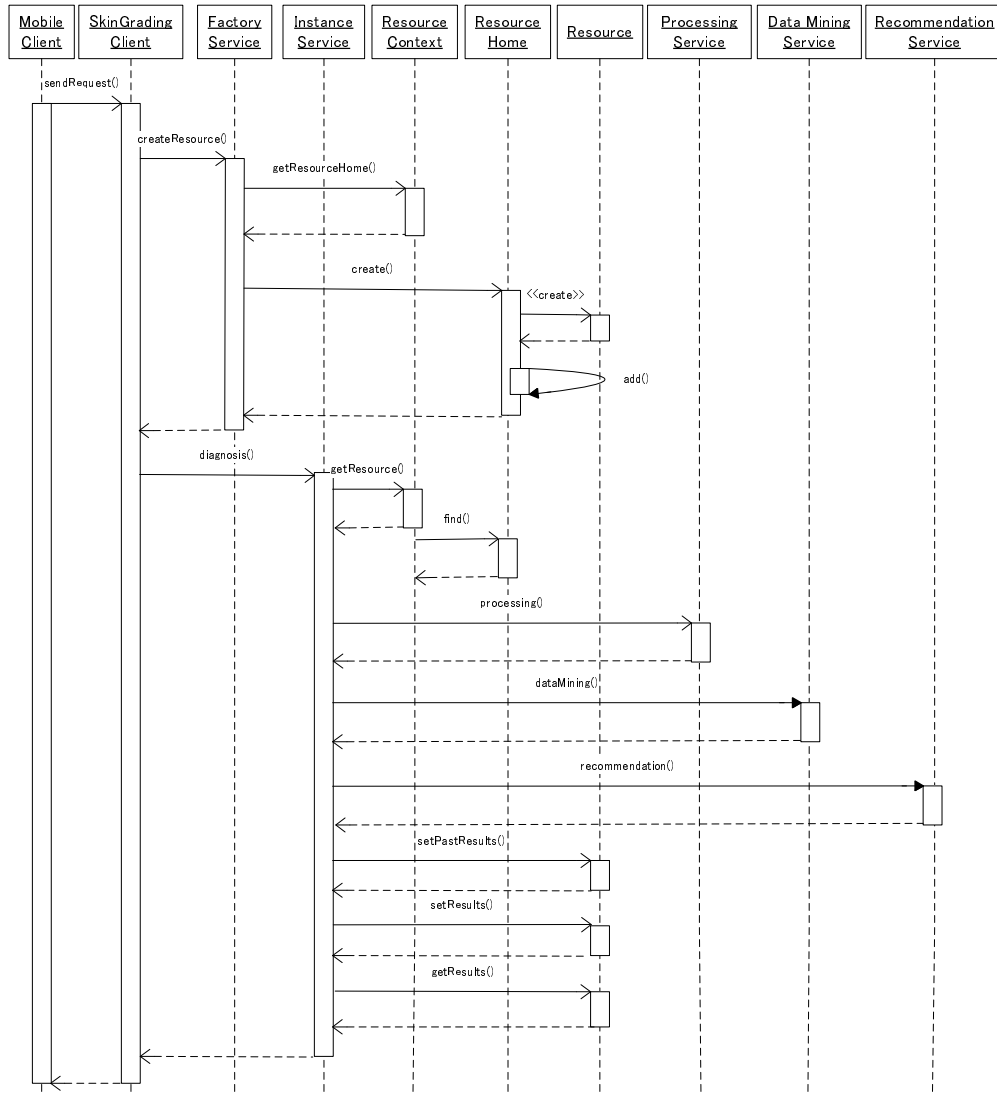 Mobile
Client
SkinGrading
Client
Factory
Service
Instance
Service
Resource
Context
Resource
Home
Resource
Processing
Service
Data Mining
Service
Recommendation
Service
sendRequest()
createResource()
getResourceHome()
create()
<<create>>
add()
diagnosis()
getResource()
find()
processing()
dataMining()
recommendation()
setPastResults()
setResults()
getResults()